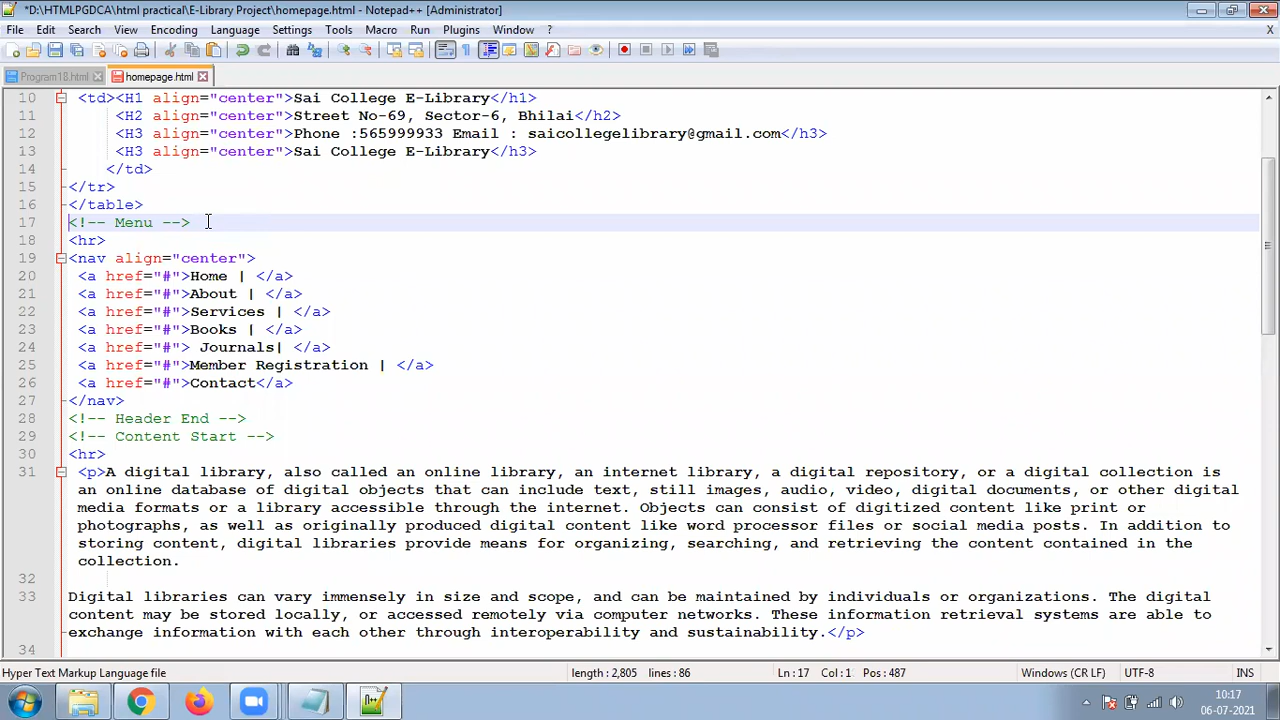 *D:\HTMLPGDCA\html practical\E-Library Project\homepage.html - Notepad++ [Administrator]
File Edit Search View Encoding Language Settings Tools Macro Run Plugins Window ? X
Program18.html homepage.html
10 <td><H1 align="center">Sai College E-Library</h1>
11 <H2 align="center">Street No-69, Sector-6, Bhilai</h2>
12 <H3 align="center">Phone :565999933 Email : saicollegelibrary@gmail.com</h3>
13 <H3 align="center">Sai College E-Library</h3>
14 </td>
15 </tr>
16 </table>
17 <!-- Menu -->
18 <hr>
19 <nav align="center">
20 <a href="#">Home | </a>
21 <a href="#">About | </a>
22 <a href="#">Services | </a>
23 <a href="#">Books | </a>
24 <a href="#"> Journals| </a>
25 <a href="#">Member Registration | </a>
26 <a href="#">Contact</a>
27 </nav>
28 <!-- Header End -->
29 <!-- Content Start -->
30 <hr>
31 <p>A digital library, also called an online library, an internet library, a digital repository, or a digital collection is
an online database of digital objects that can include text, still images, audio, video, digital documents, or other digital
media formats or a library accessible through the internet. Objects can consist of digitized content like print or
photographs, as well as originally produced digital content like word processor files or social media posts. In addition to
storing content, digital libraries provide means for organizing, searching, and retrieving the content contained in the
collection.
32
33 Digital libraries can vary immensely in size and scope, and can be maintained by individuals or organizations. The digital
content may be stored locally, or accessed remotely via computer networks. These information retrieval systems are able to
exchange information with each other through interoperability and sustainability.</p>
34
Hyper Text Markup Language file length : 2,805 lines : 86 Ln : 17 Col : 1 Pos : 487 Windows (CR LF) UTF-8 INS
10:17
06-07-2021